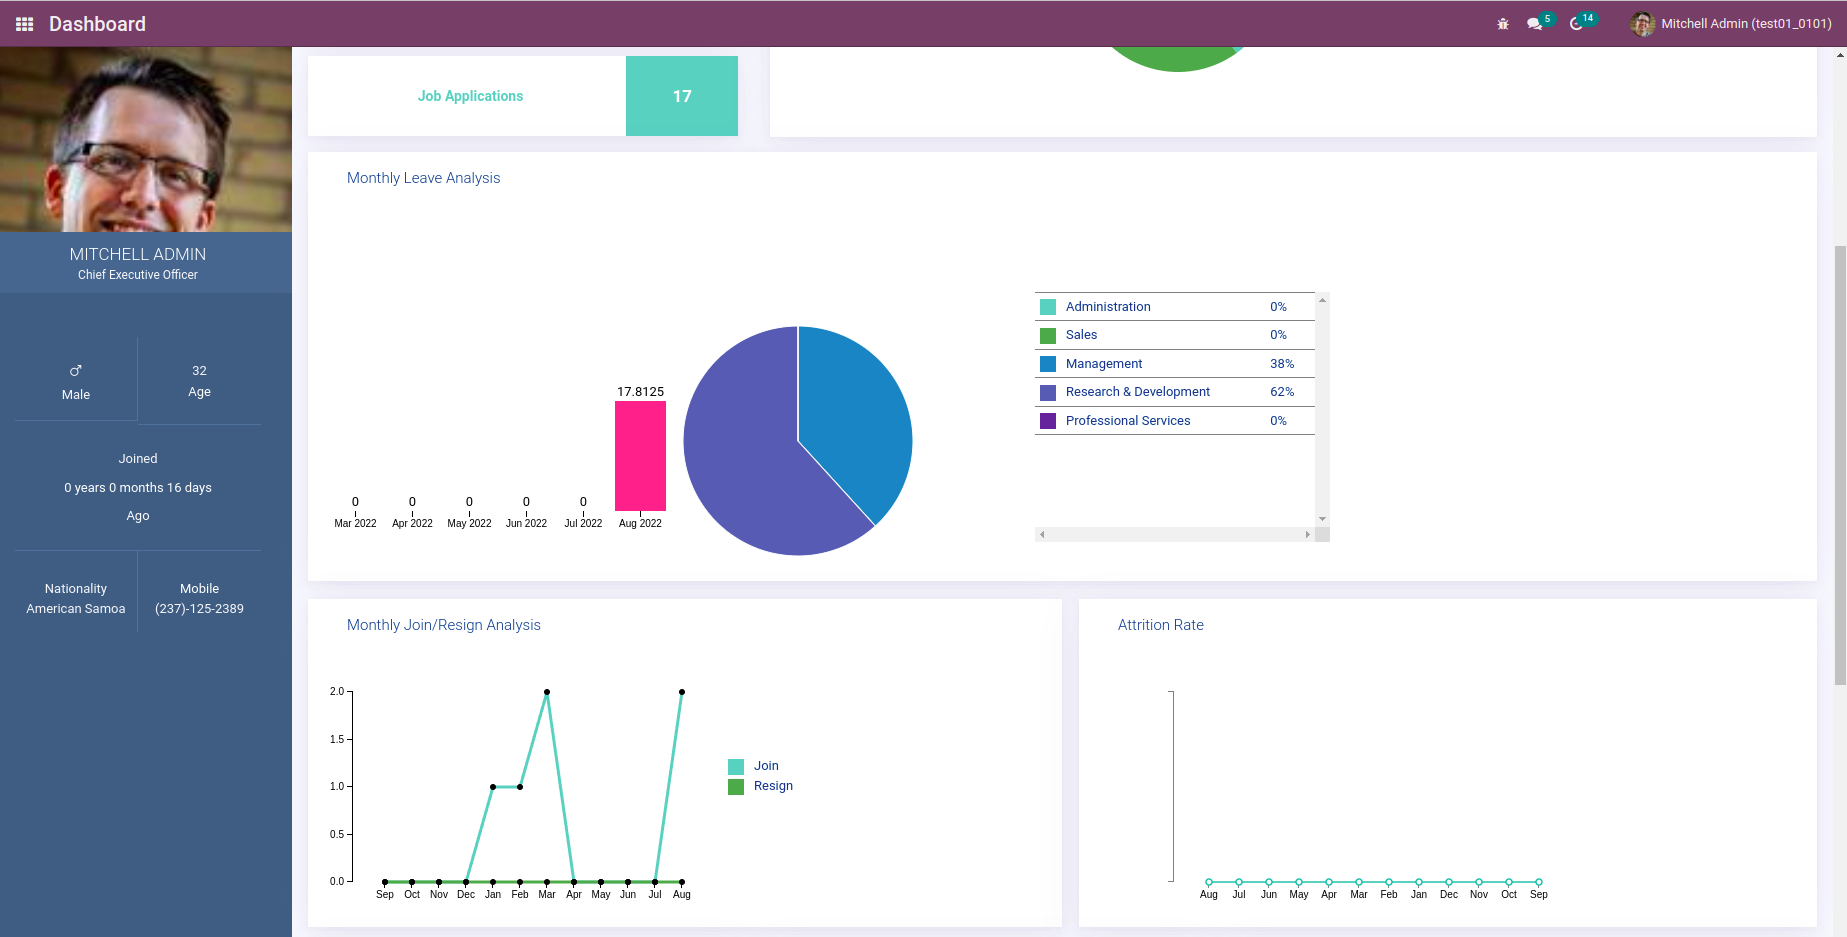 Dashboard
5
14
Mitchell Admin (test01_0101)
MITCHELL ADMIN
Chief Executive Officer
Male
32
Age
Joined
0 years 0 months 16 days
Ago
Nationality
American Samoa
Mobile
(237)-125-2389
Job Applications
17
Monthly Leave Analysis
17.8125
0
0
0
0
0
Mar 2022
Apr 2022
May 2022
Jun 2022
Jul 2022
Aug 2022
Administration 0%
Sales 0%
Management 38%
Research & Development 62%
Professional Services 0%
Monthly Join/Resign Analysis
2.0
1.5
1.0
0.5
0.0
Sep
Oct
Nov
Dec
Jan
Feb
Mar
Apr
May
Jun
Jul
Aug
Join
Resign
Attrition Rate
Aug
Jul
Jun
May
Apr
Mar
Feb
Jan
Dec
Nov
Oct
Sep